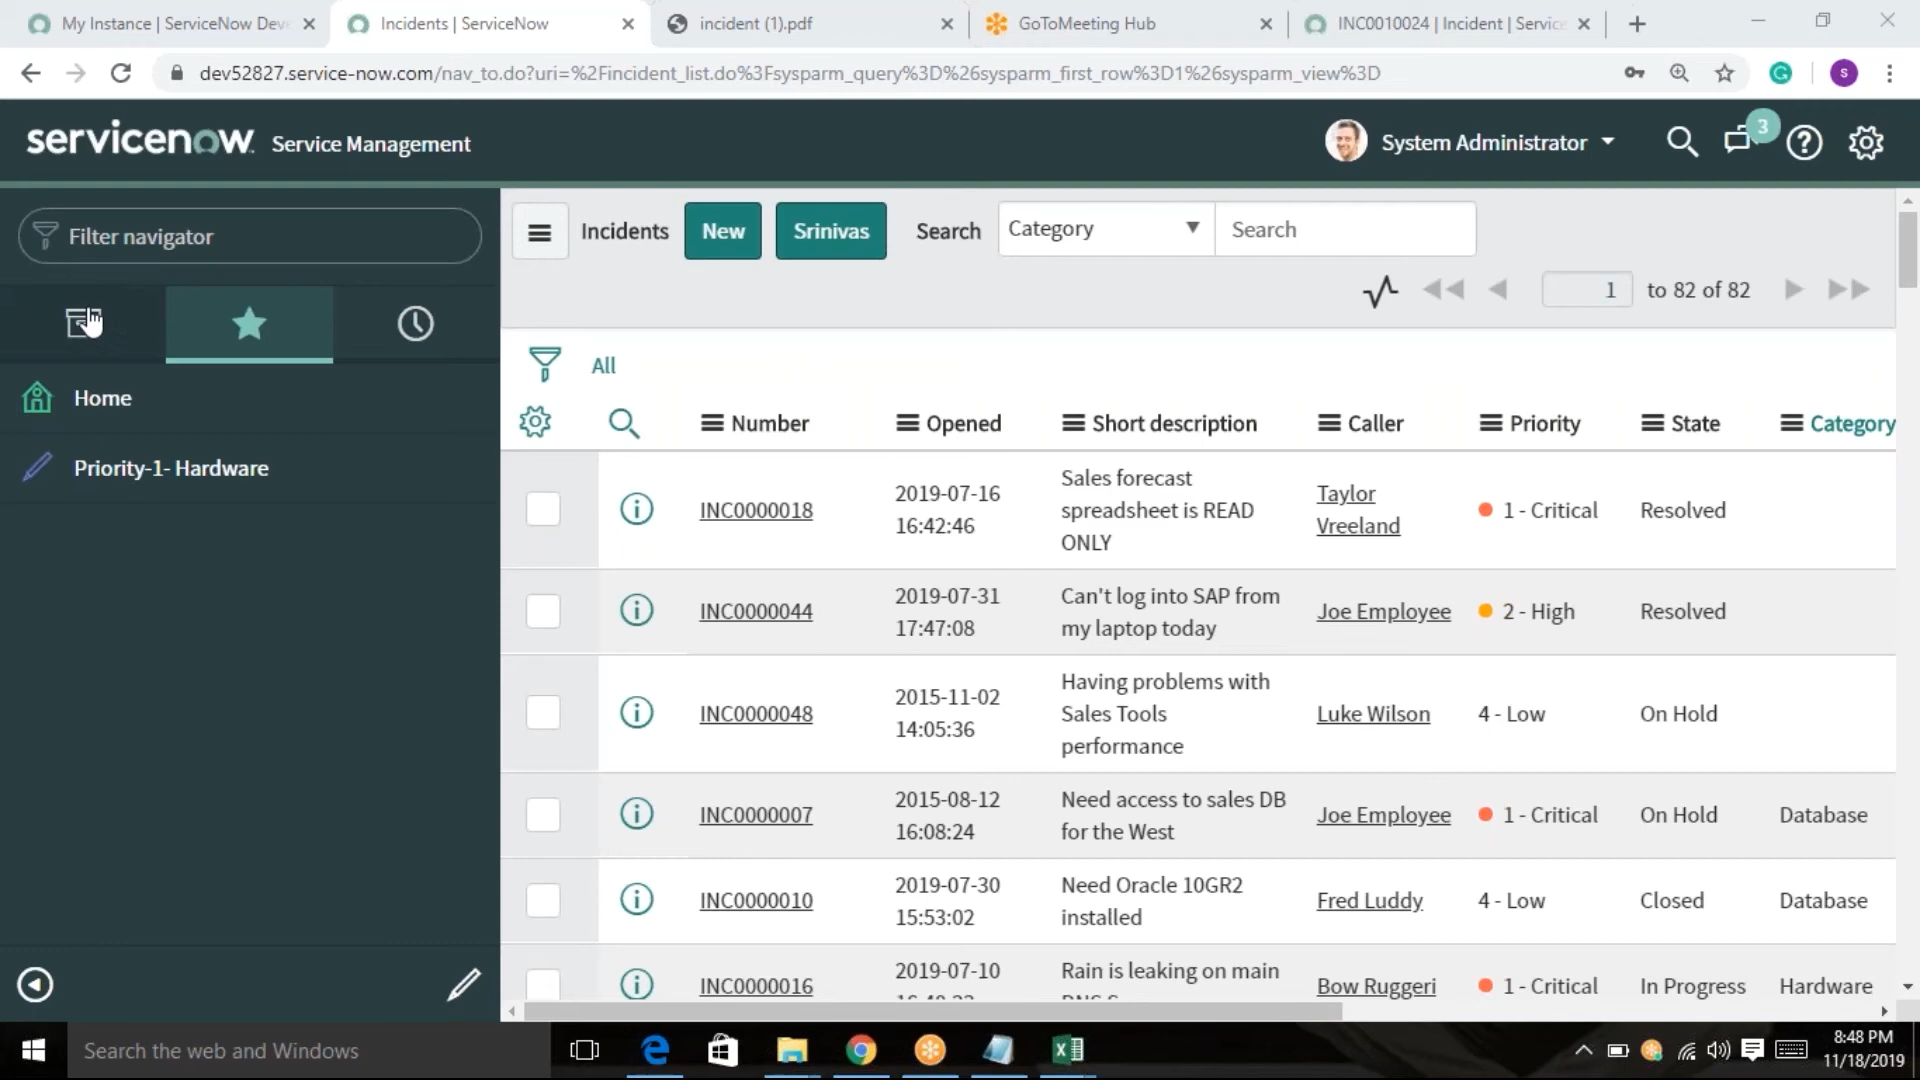 My Instance | ServiceNow Dev
Incidents | ServiceNow
incident (1).pdf
GoToMeeting Hub
INC0010024 | Incident | Service
dev52827.service-now.com/nav_to.do?uri=%2Fincident_list.do%3Fsysparm_query%3D%26sysparm_first_row%3D1%26sysparm_view%3D
S
servicenow Service Management
System Administrator
3
Filter navigator
Home
Priority-1- Hardware
Incidents New Srinivas Search Category Search
1 to 82 of 82
All
Number Opened Short description Caller Priority State Category
INC0000018 2019-07-16 16:42:46 Sales forecast spreadsheet is READ ONLY Taylor Vreeland 1 - Critical Resolved
INC0000044 2019-07-31 17:47:08 Can't log into SAP from my laptop today Joe Employee 2 - High Resolved
INC0000048 2015-11-02 14:05:36 Having problems with Sales Tools performance Luke Wilson 4 - Low On Hold
INC0000007 2015-08-12 16:08:24 Need access to sales DB for the West Joe Employee 1 - Critical On Hold Database
INC0000010 2019-07-30 15:53:02 Need Oracle 10GR2 installed Fred Luddy 4 - Low Closed Database
INC0000016 2019-07-10 Rain is leaking on main Bow Ruggeri 1 - Critical In Progress Hardware
Search the web and Windows
8:48 PM
11/18/2019